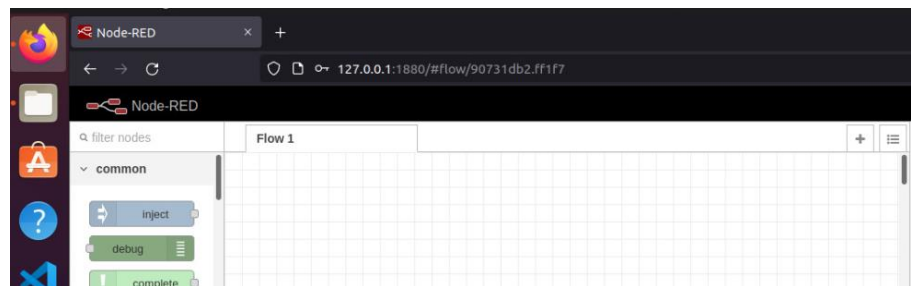 Node-RED
127.0.0.1:1880/#flow/90731db2.ff1f7
Node-RED
filter nodes
Flow 1
common
inject
debug
complete